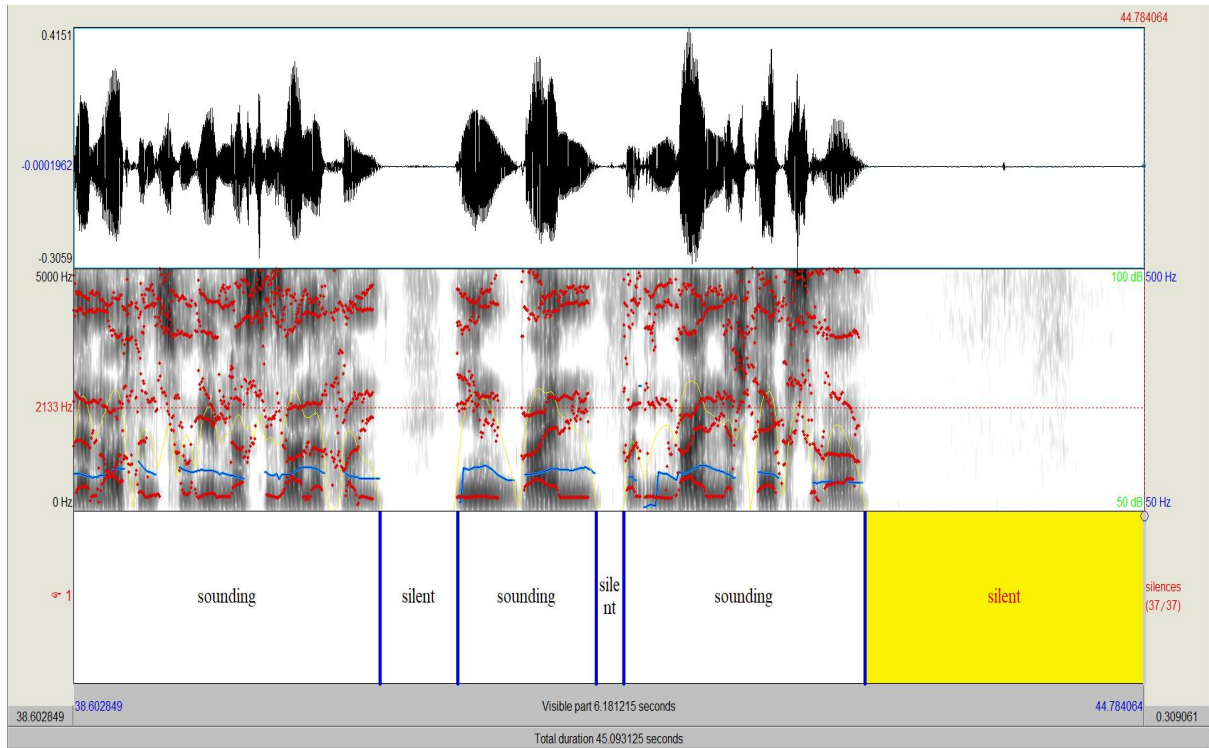 44.784064
0.4151
-0.0001962
-0.3059
5000 Hz
100 dB 500 Hz
2133 Hz
0 Hz
50 dB 50 Hz
☞ 1
sounding
silent
sounding
sile
nt
sounding
silent
silences
(37/37)
38.602849
Visible part 6.181215 seconds
44.784064
38.602849
0.309061
Total duration 45.093125 seconds